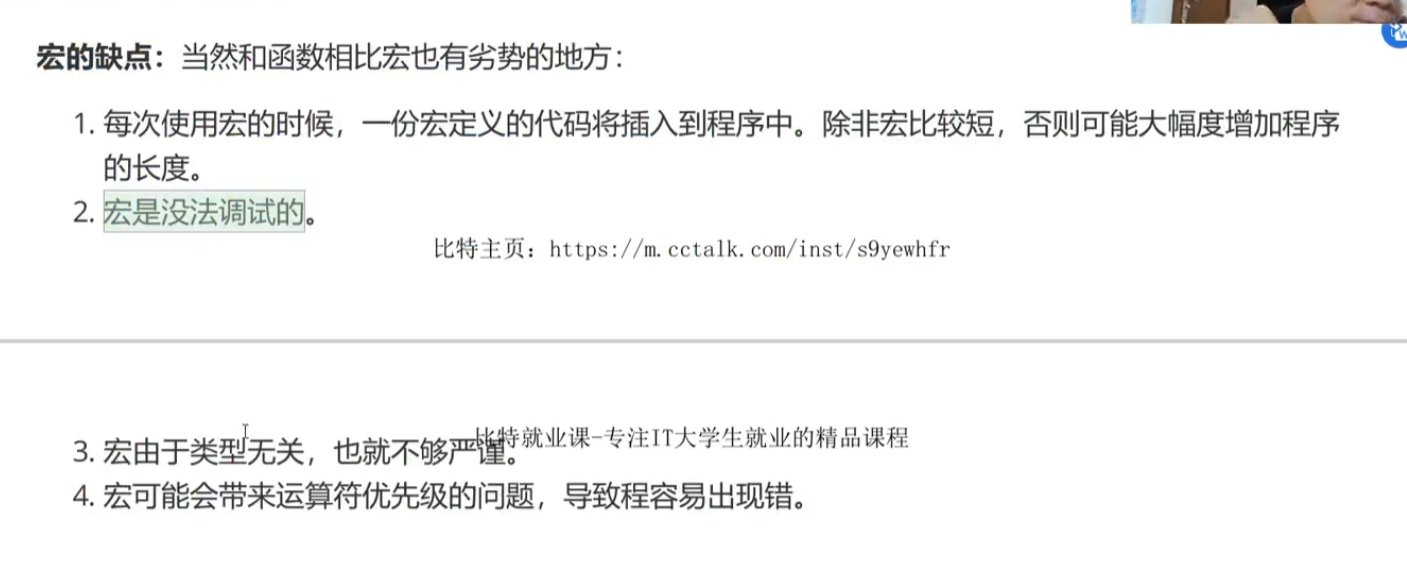 宏的缺点：当然和函数相比宏也有劣势的地方：
1. 每次使用宏的时候，一份宏定义的代码将插入到程序中。除非宏比较短，否则可能大幅度增加程序
的长度。
2. 宏是没法调试的。
比特主页：https://m.cctalk.com/inst/s9yewhfr
比特就业课-专注IT大学生就业的精品课程
3. 宏由于类型无关，也就不够严谨。
4. 宏可能会带来运算符优先级的问题，导致程容易出现错。